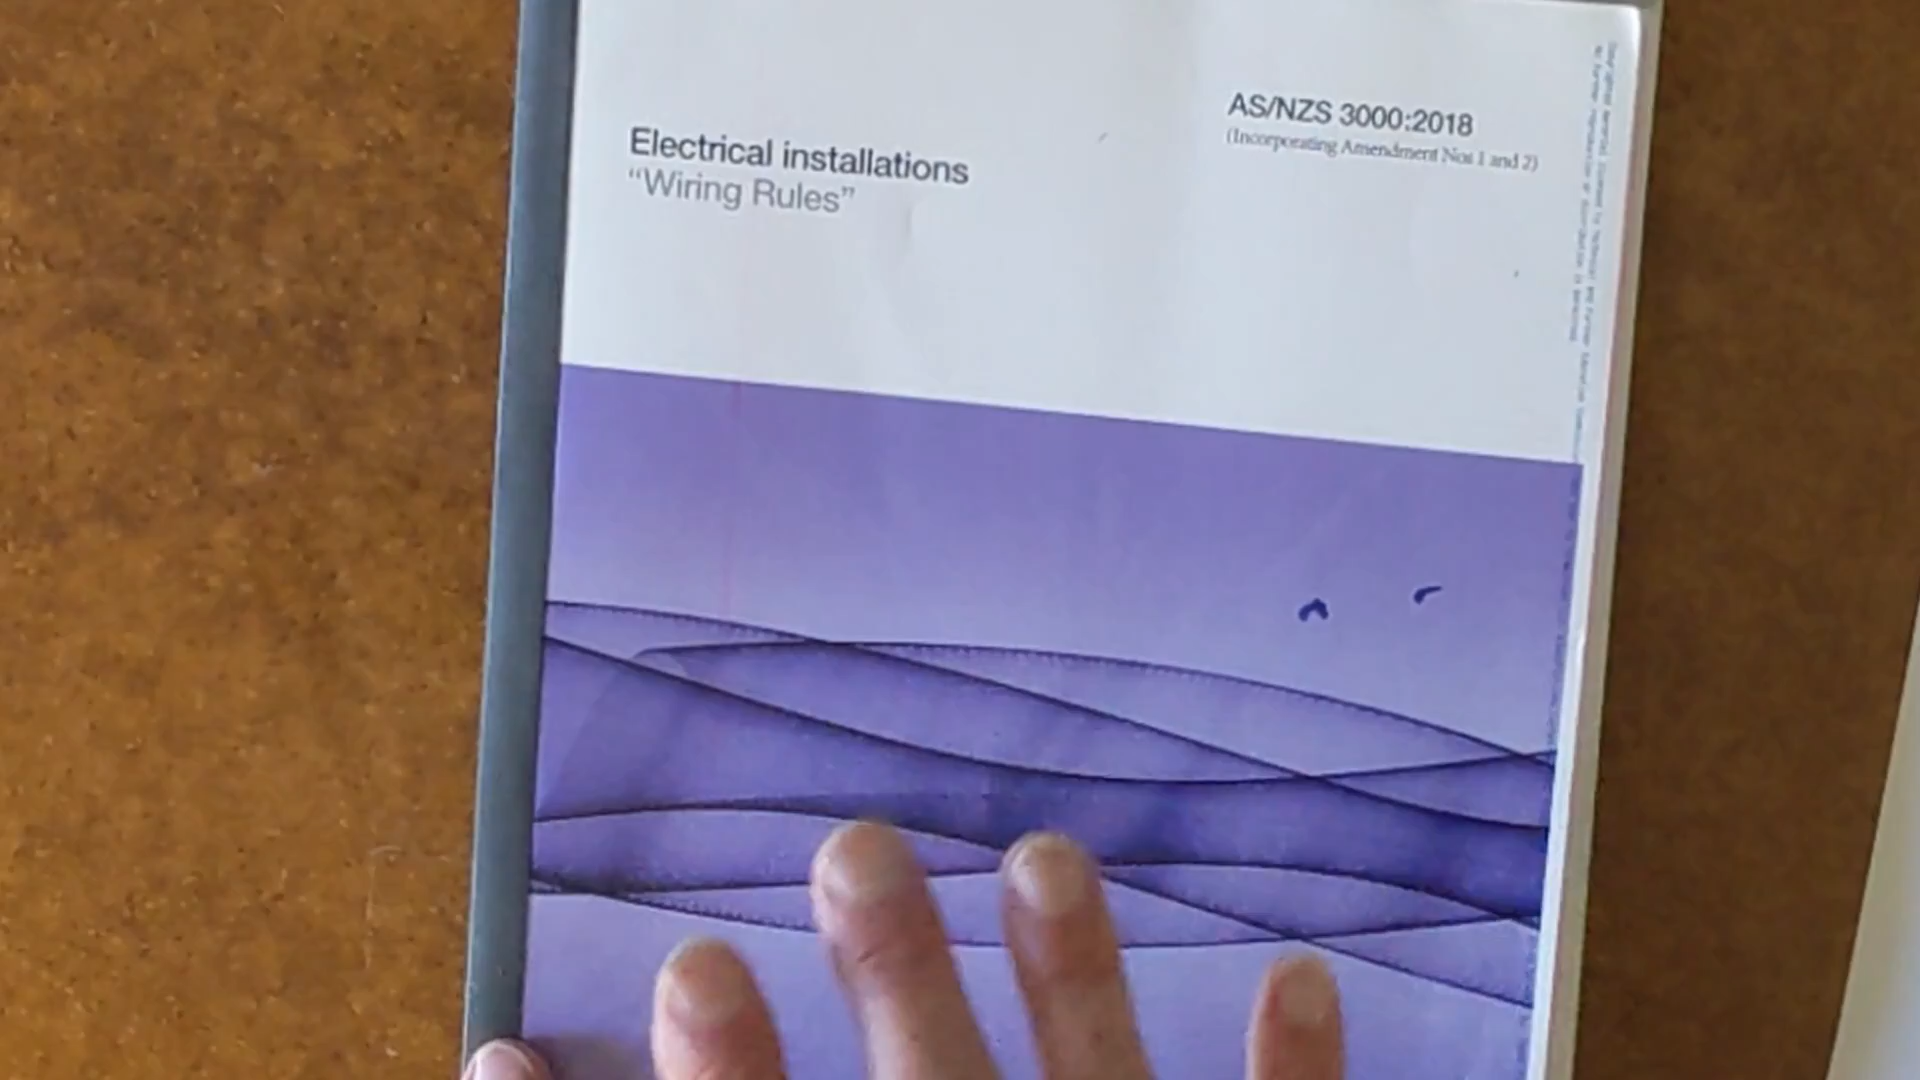 Electrical installations
“Wiring Rules”
AS/NZS 3000:2018
(Incorporating Amendment Nos 1 and 2)